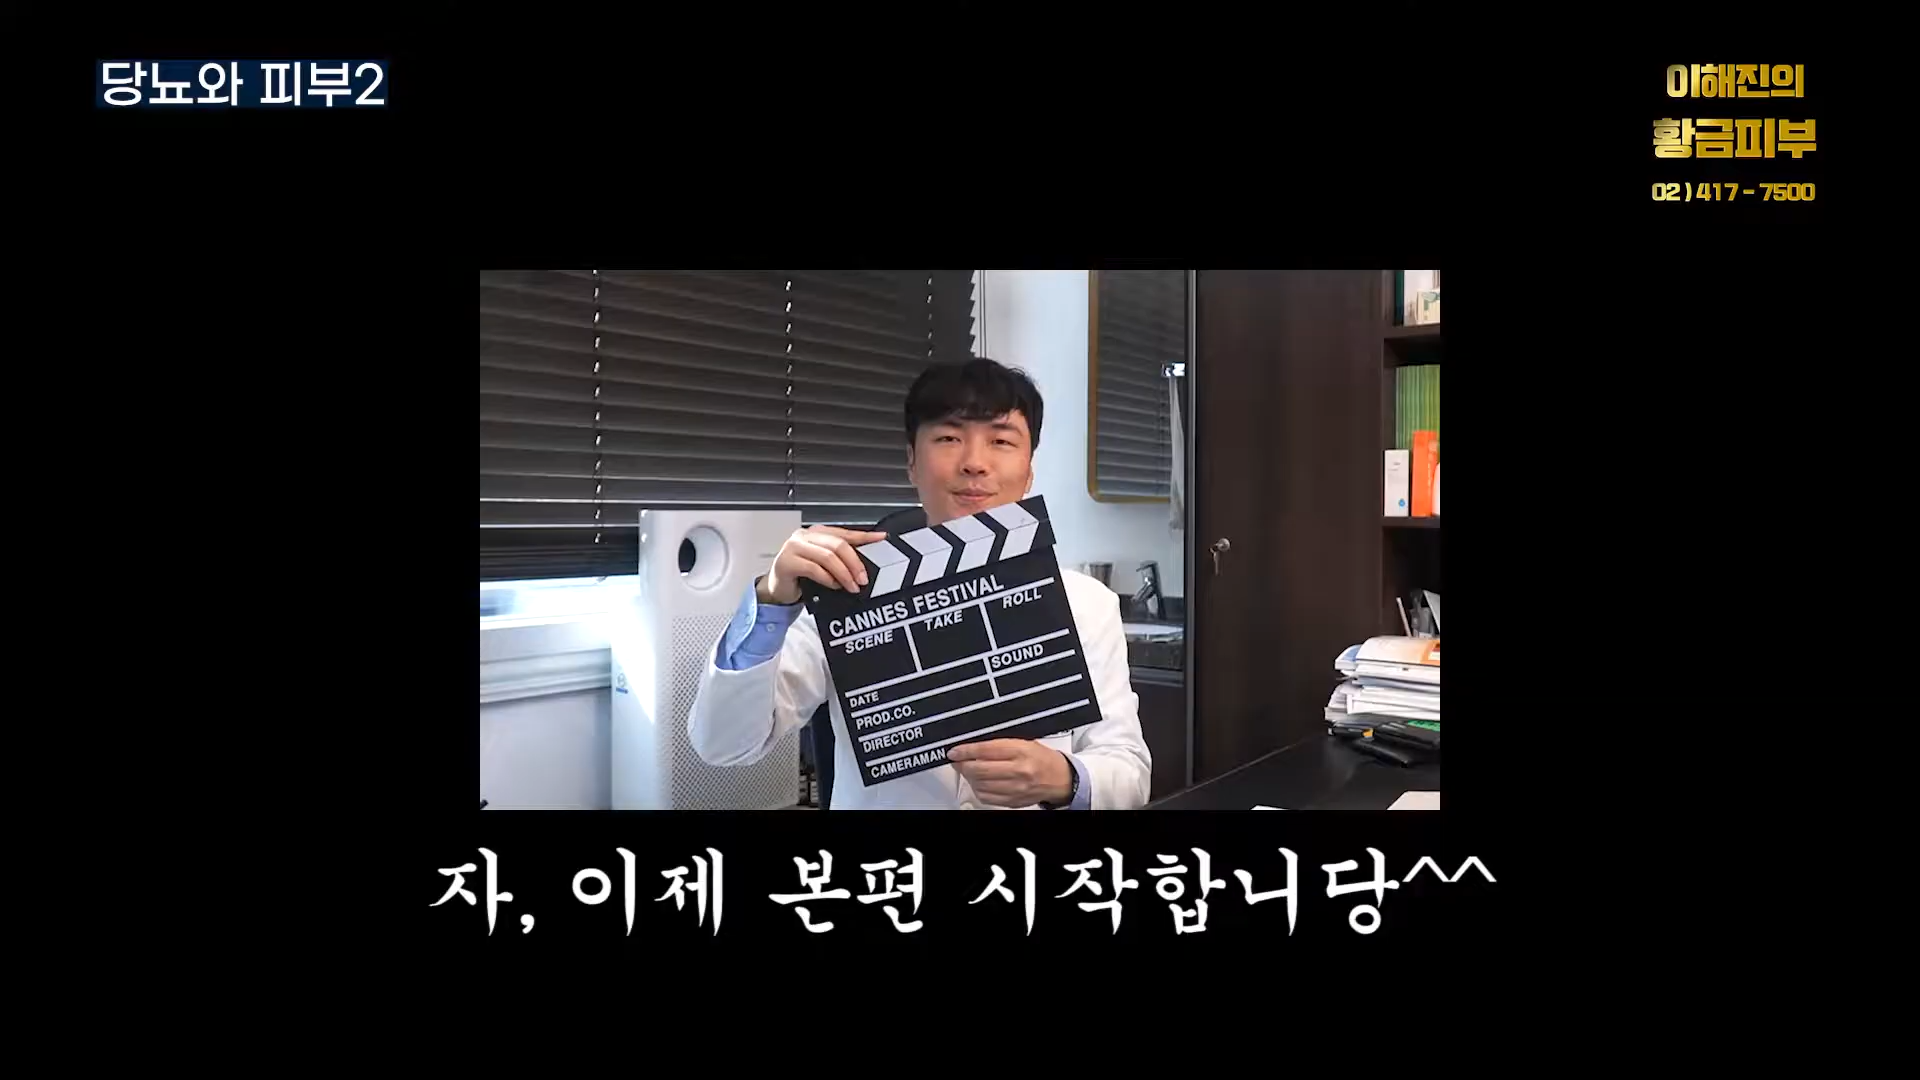 당뇨와 피부2
이해진의
황금피부
02) 417-7500
CANNES FESTIVAL
SCENE TAKE ROLL
SOUND
DATE
PROD.CO.
DIRECTOR
CAMERAMAN
자, 이제 본편 시작합니당^^